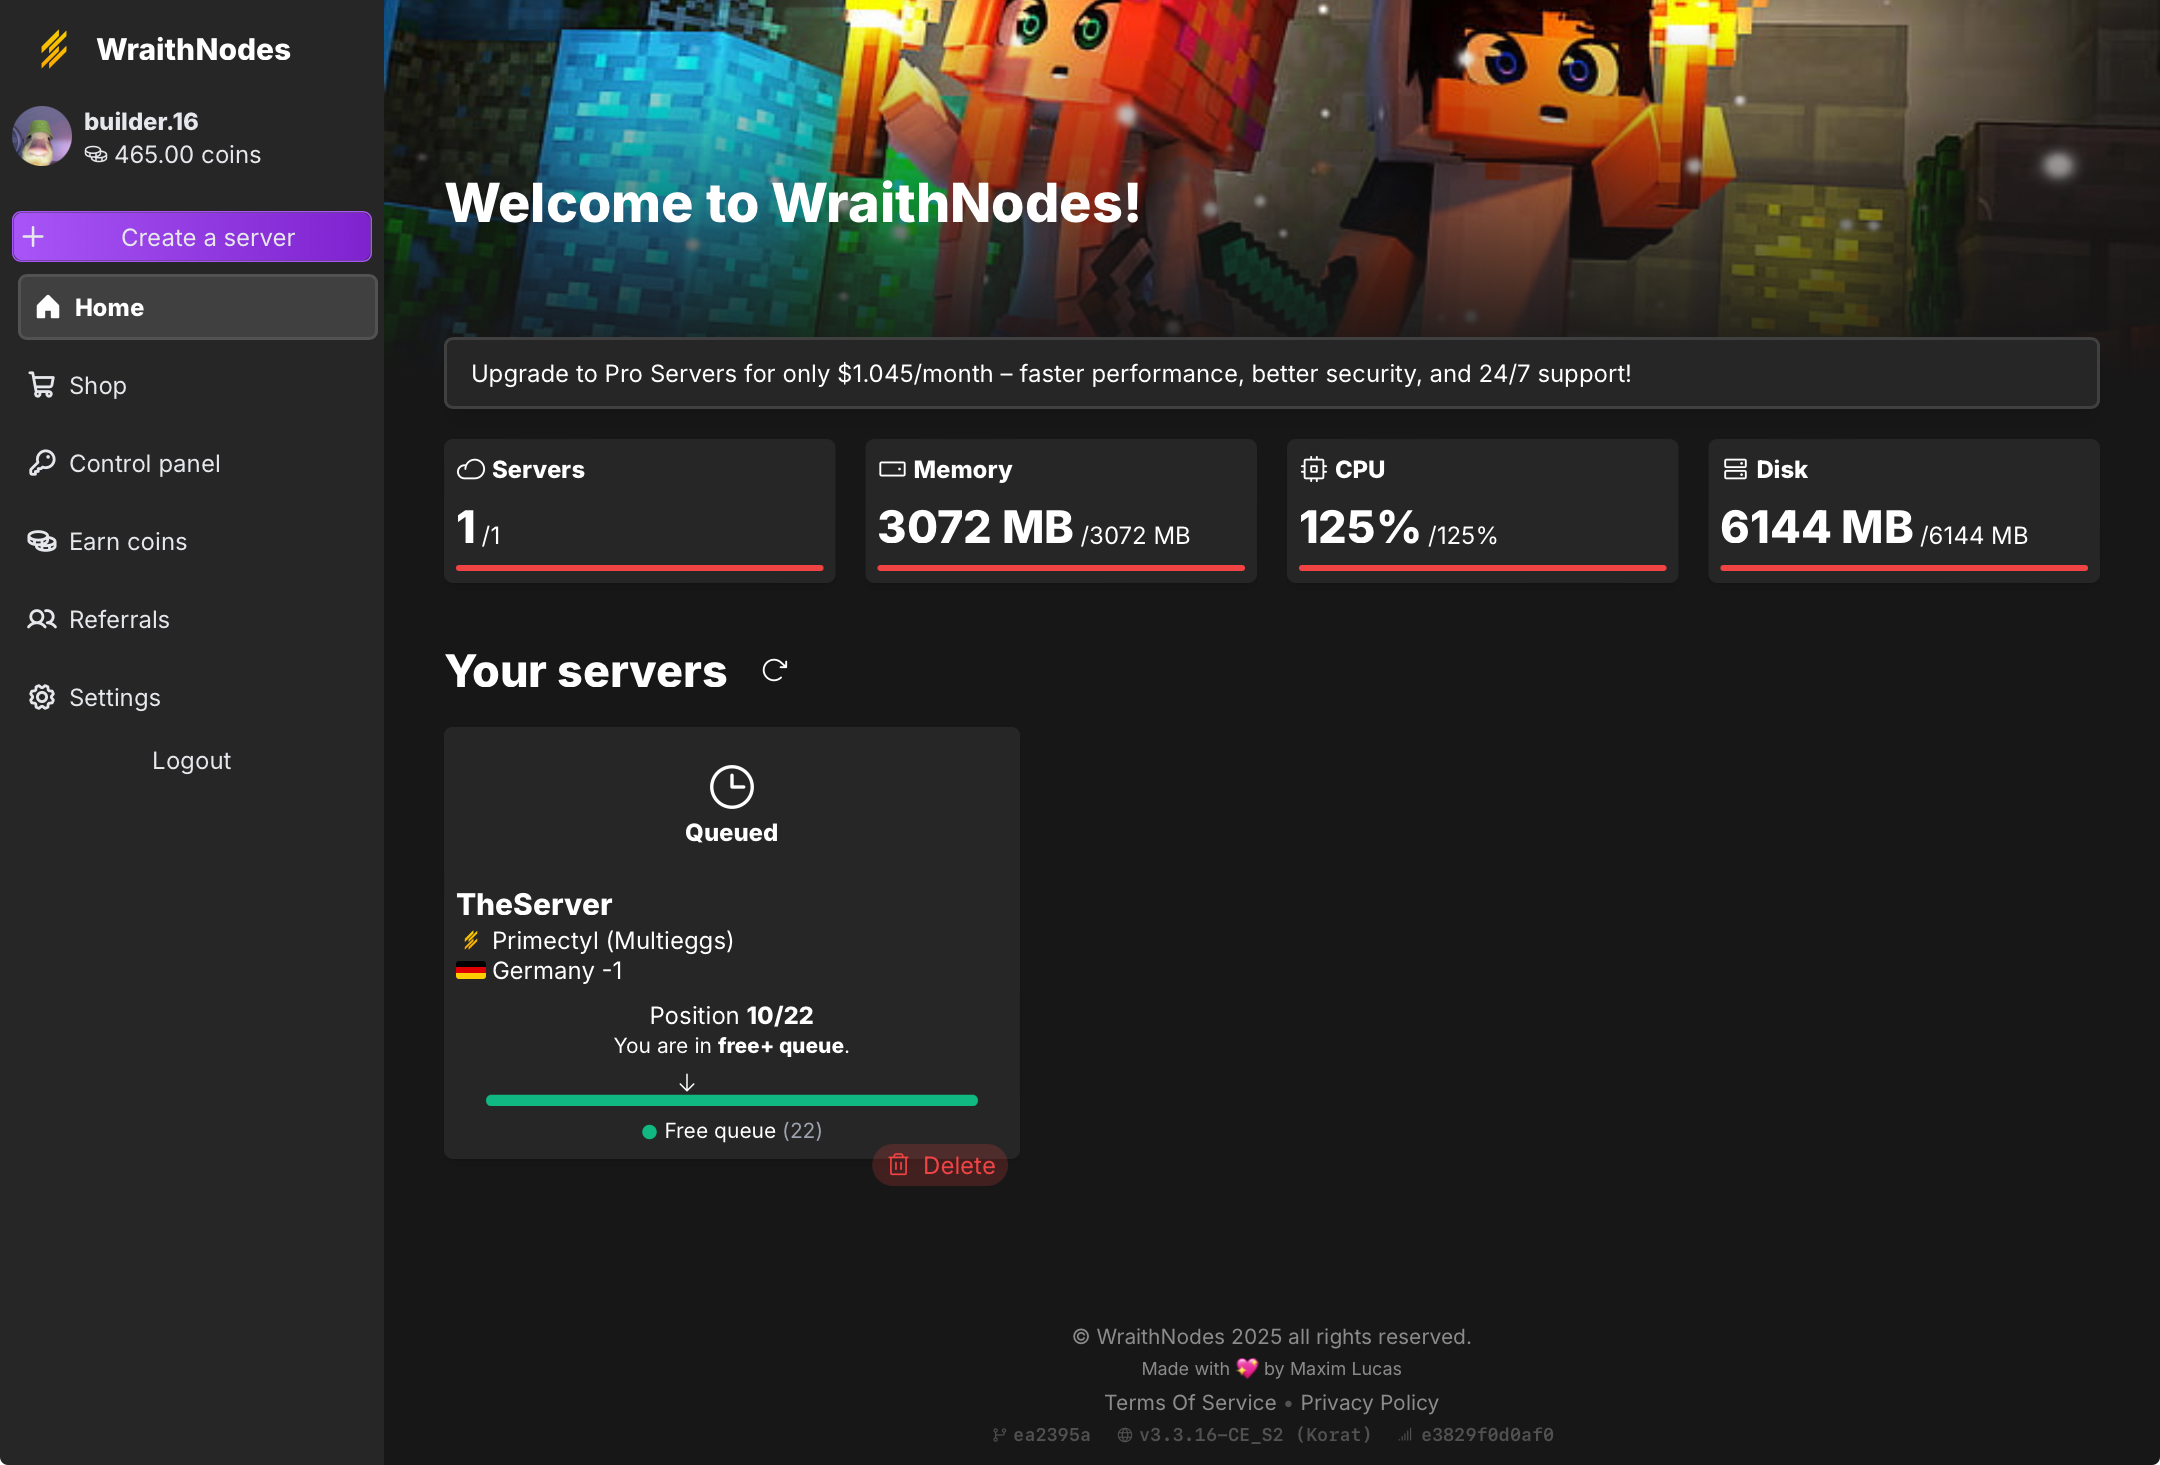 WraithNodes
builder.16
465.00 coins
Create a server
Home
Shop
Control panel
Earn coins
Referrals
Settings
Logout
Welcome to WraithNodes!
Upgrade to Pro Servers for only $1.045/month – faster performance, better security, and 24/7 support!
Servers
1 /1
Memory
3072 MB /3072 MB
CPU
125% /125%
Disk
6144 MB /6144 MB
Your servers
Queued
TheServer
Primectyl (Multieggs)
Germany -1
Position 10/22
You are in free+ queue.
Free queue (22)
Delete
© WraithNodes 2025 all rights reserved.
Made with 💖 by Maxim Lucas
Terms Of Service • Privacy Policy
ea2395a v3.3.16-CE_S2 (Korat) e3829f0d0af0